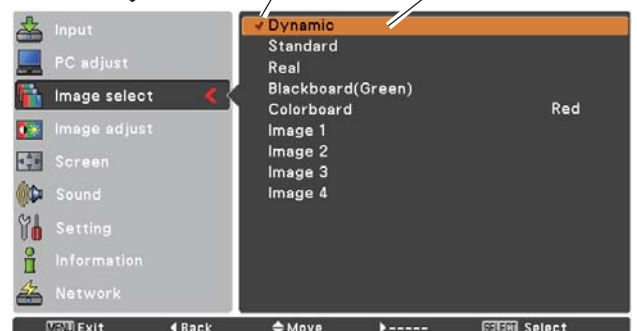 Input
PC adjust
Image select
Image adjust
Screen
Sound
Setting
Information
Network
Dynamic
Standard
Real
Blackboard(Green)
Colorboard Red
Image 1
Image 2
Image 3
Image 4
MENU Exit Back Move ----- SELECT Select